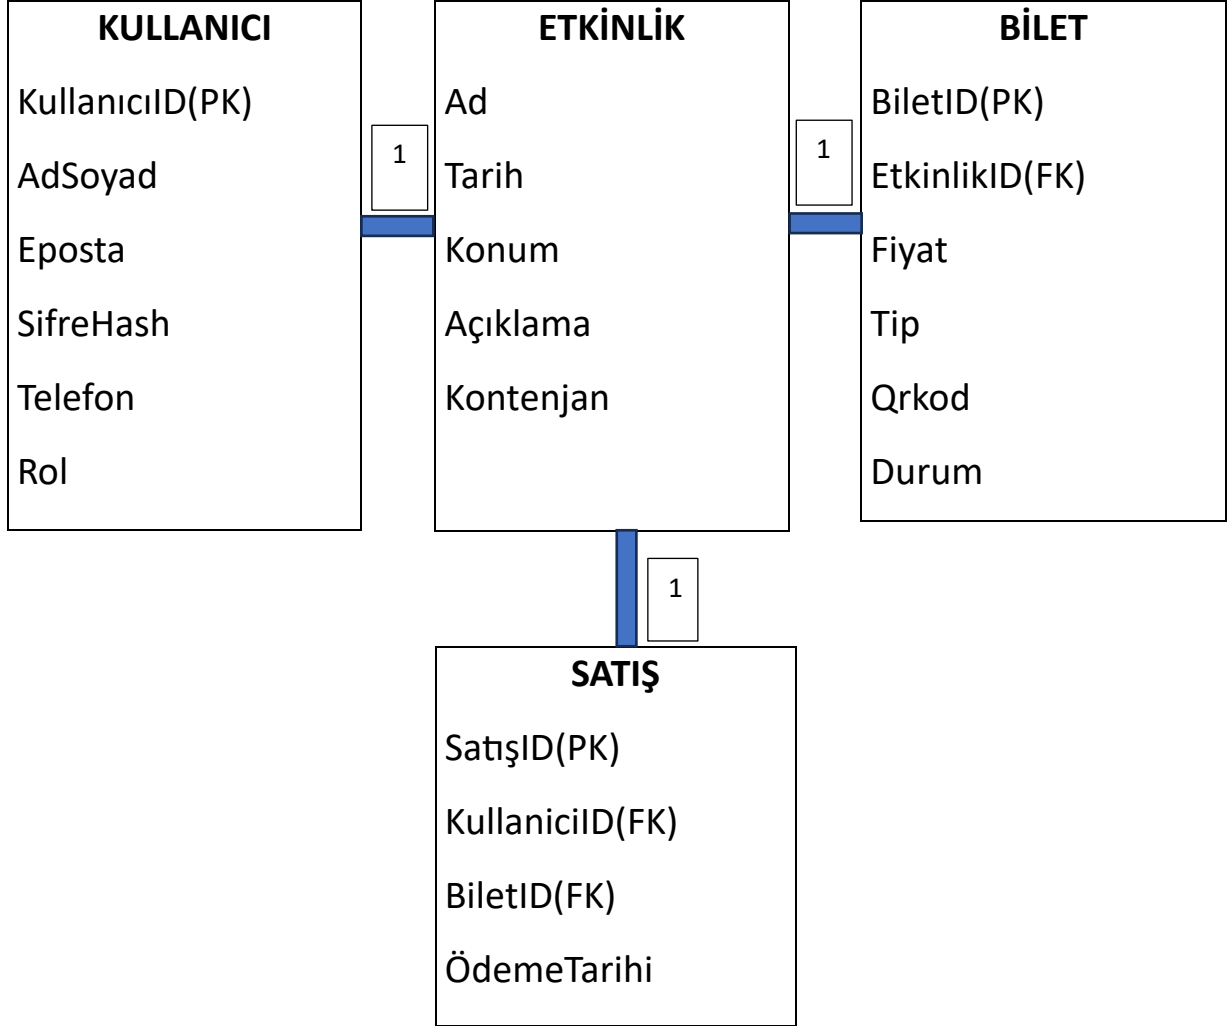 KULLANICI
KullanıcıID(PK)
AdSoyad
Eposta
SifreHash
Telefon
Rol
1
ETKİNLİK
Ad
Tarih
Konum
Açıklama
Kontenjan
1
BİLET
BiletID(PK)
EtkinlikID(FK)
Fiyat
Tip
Qrkod
Durum
1
SATIŞ
SatışID(PK)
KullaniciID(FK)
BiletID(FK)
ÖdemeTarihi